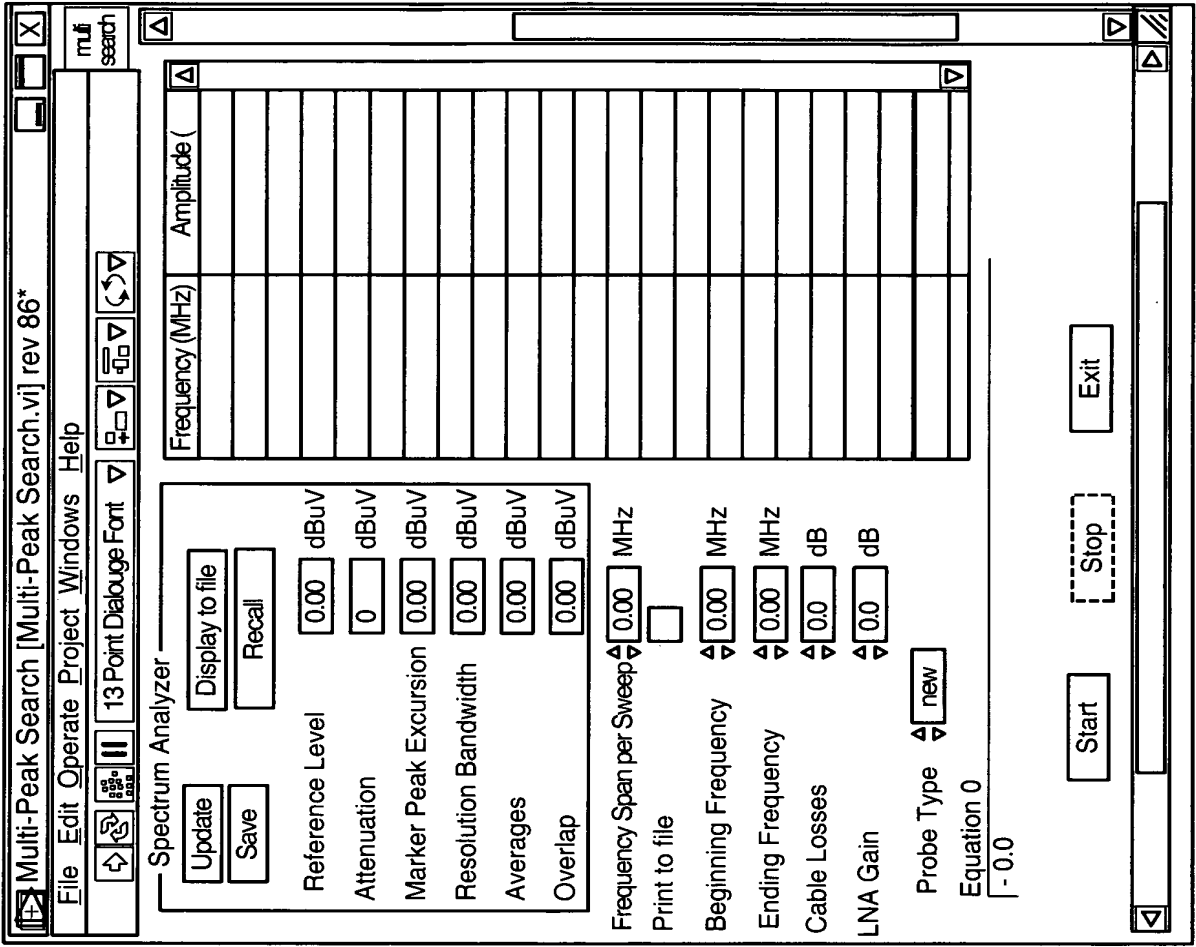 Multi-Peak Search [Multi-Peak Search.vi] rev 86*
File Edit Operate Project Windows Help
13 Point Dialouge Font
multi
search
Spectrum Analyzer
Update
Display to file
Save
Recall
Reference Level 0.00 dBuV
Attenuation 0 dBuV
Marker Peak Excursion 0.00 dBuV
Resolution Bandwidth 0.00 dBuV
Averages 0.00 dBuV
Overlap 0.00 dBuV
Frequency Span per Sweep 0.00 MHz
Print to file
Beginning Frequency 0.00 MHz
Ending Frequency 0.00 MHz
Cable Losses 0.0 dB
LNA Gain 0.0 dB
Probe Type new
Equation 0
- 0.0
Frequency (MHz) Amplitude (
Start Stop Exit